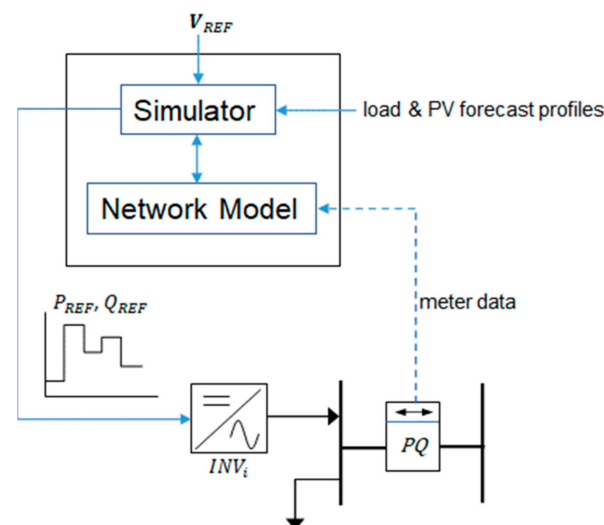 V_REF
Simulator
load & PV forecast profiles
Network Model
P_REF, Q_REF
meter data
INV_i
PQ